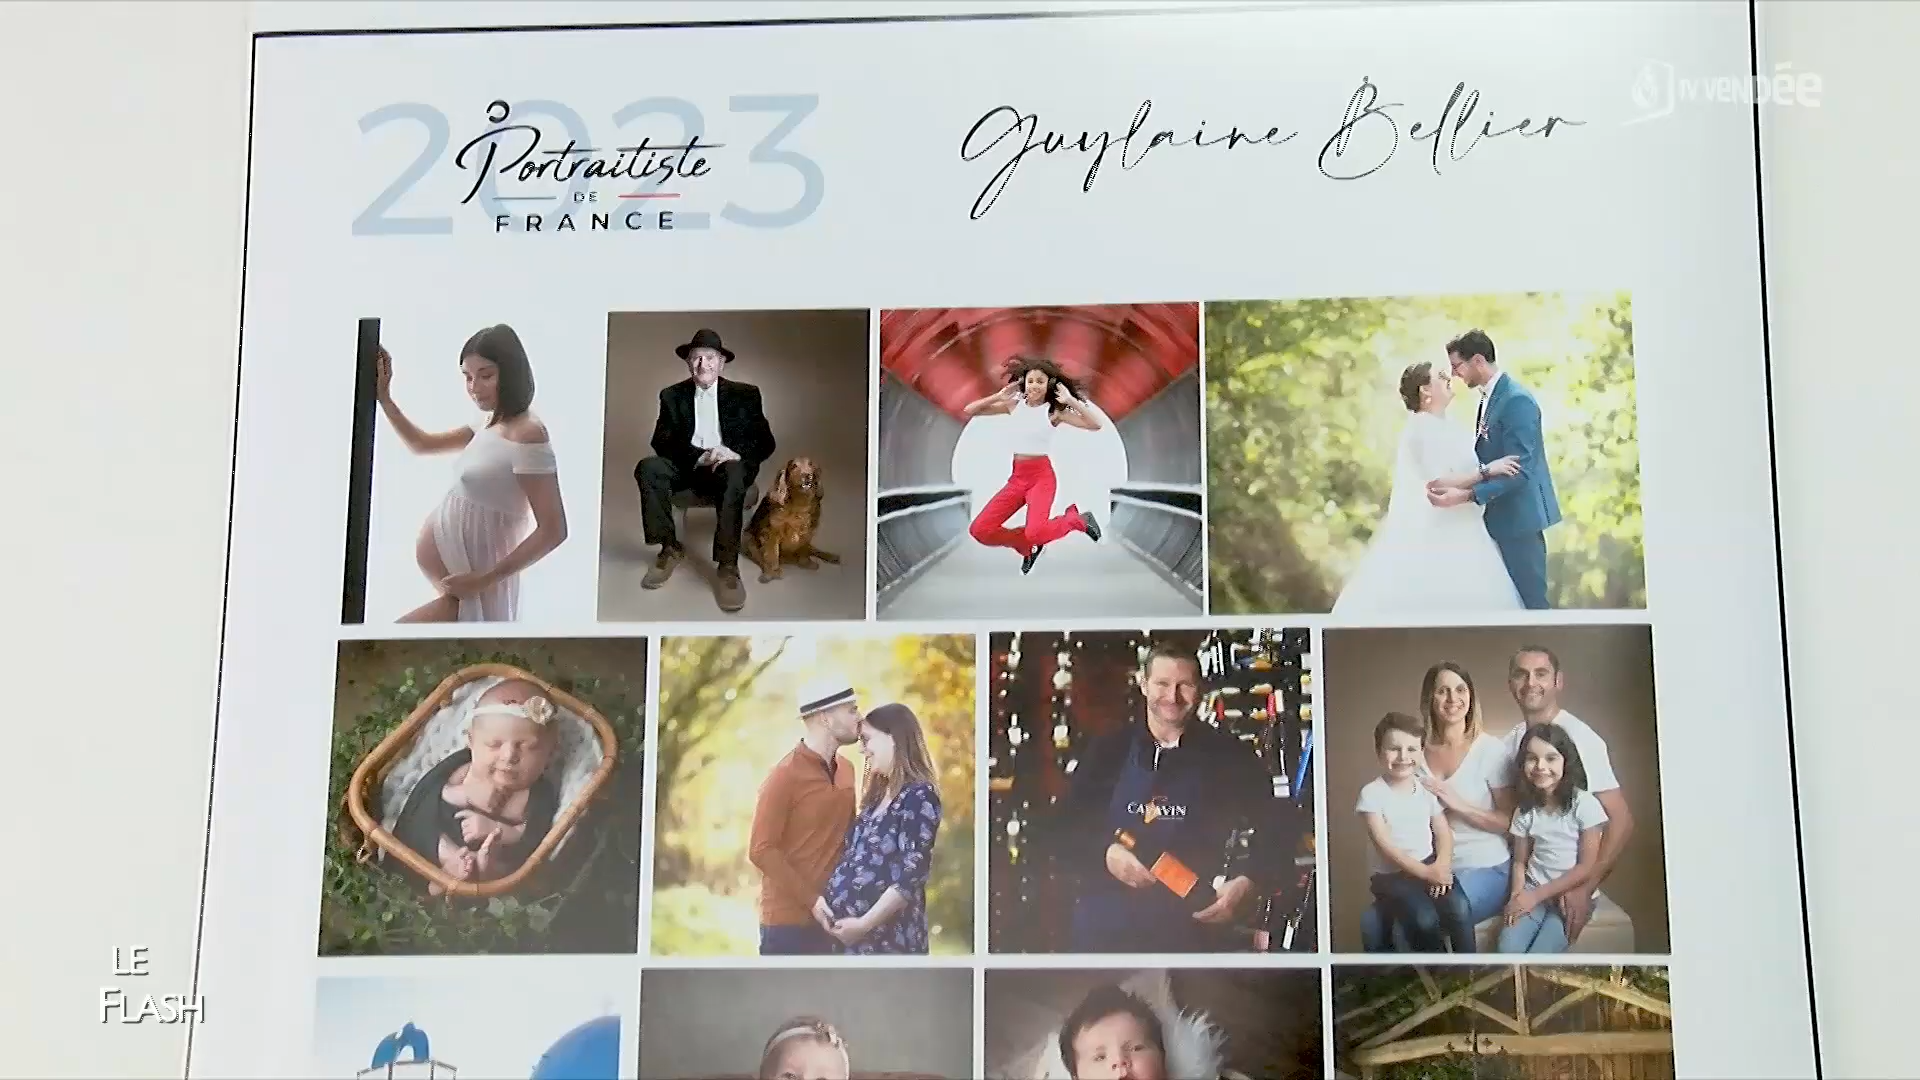 2023
Portraitiste
DE
FRANCE
Guylaine Bellier
TV VENDÉE
CAVAVIN
LE
FLASH